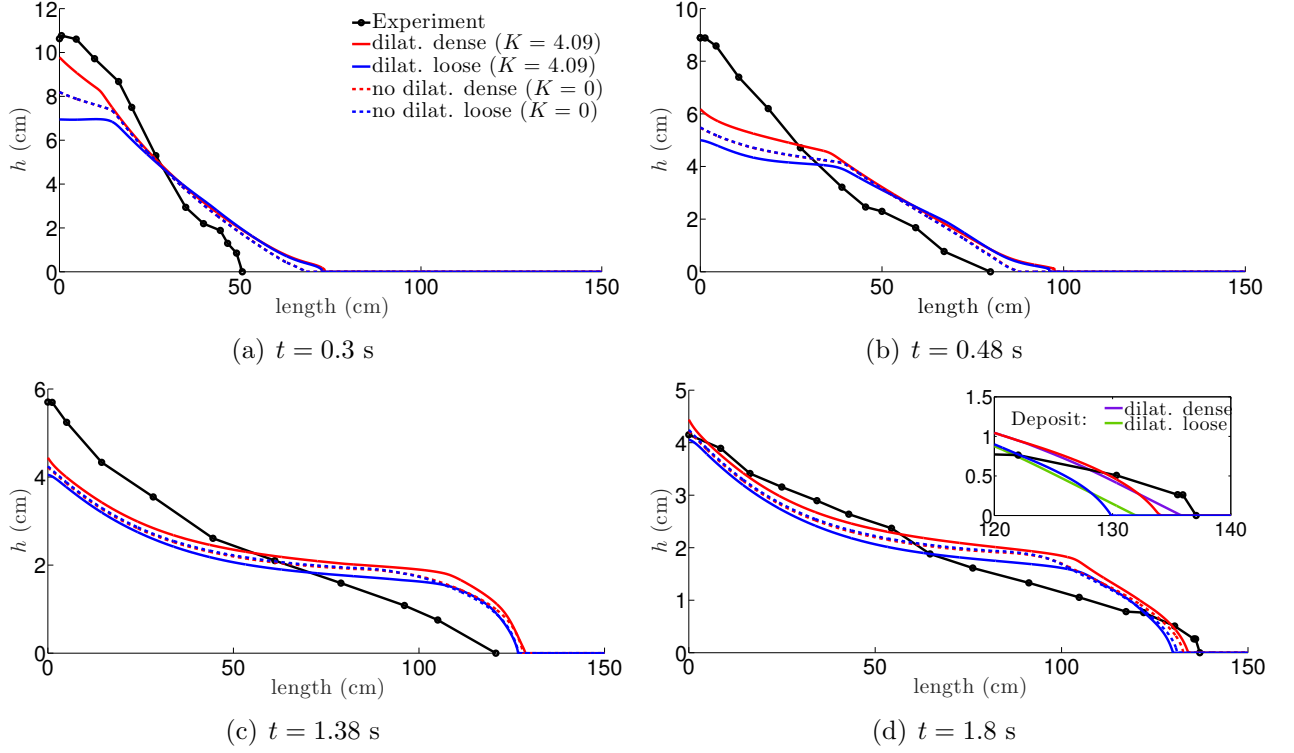 12
10
8
6
4
2
0
h (cm)
0 50 100 150
length (cm)
Experiment
dilat. dense (K = 4.09)
dilat. loose (K = 4.09)
no dilat. dense (K = 0)
no dilat. loose (K = 0)
(a) t = 0.3 s
10
8
6
4
2
0
h (cm)
0 50 100 150
length (cm)
(b) t = 0.48 s
6
4
2
0
h (cm)
0 50 100 150
length (cm)
(c) t = 1.38 s
5
4
3
2
1
0
h (cm)
0 50 100 150
length (cm)
1.5
1
0.5
0
120 130 140
Deposit:
dilat. dense
dilat. loose
(d) t = 1.8 s